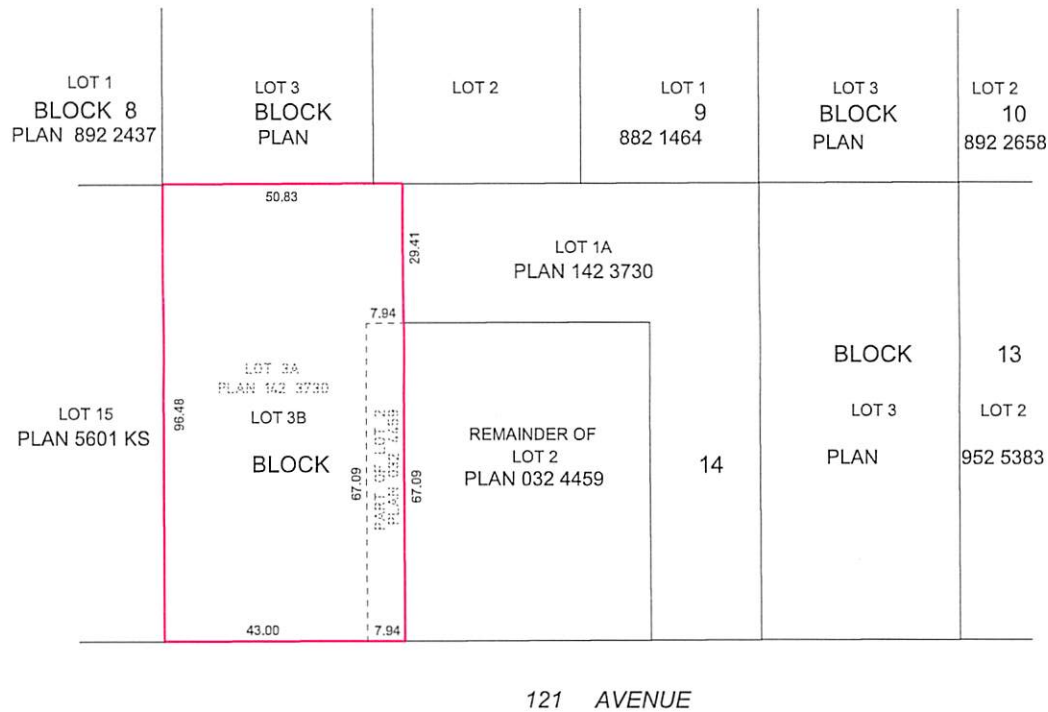 LOT 1
BLOCK 8
PLAN 892 2437
LOT 3
BLOCK
PLAN
LOT 2
LOT 1
9
882 1464
LOT 3
BLOCK
PLAN
LOT 2
10
892 2658
50.83
29.41
LOT 1A
PLAN 142 3730
7.94
LOT 3A
PLAN 142 3730
LOT 3B
BLOCK
96.48
LOT 15
PLAN 5601 KS
67.09
PART OF LOT 2
PLAN 032 4459
67.09
REMAINDER OF
LOT 2
PLAN 032 4459
14
BLOCK
13
LOT 3
LOT 2
PLAN
952 5383
43.00
7.94
121 AVENUE